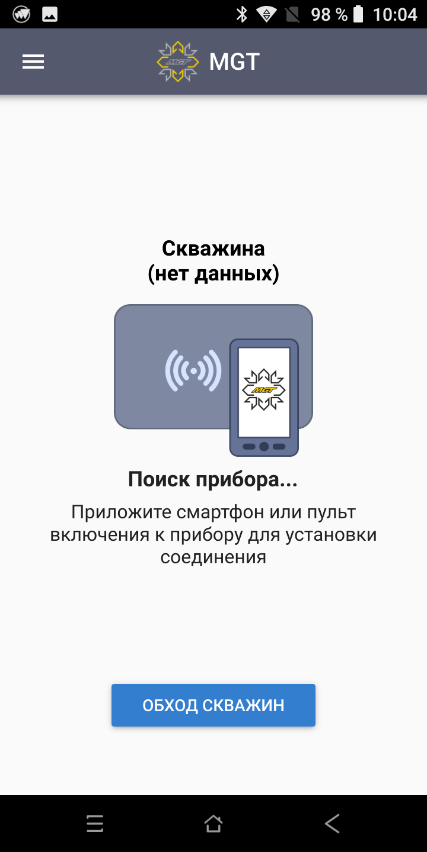 98 % 10:04
MGT
Скважина
(нет данных)
MGT
Поиск прибора...
Приложите смартфон или пульт
включения к прибору для установки
соединения
ОБХОД СКВАЖИН